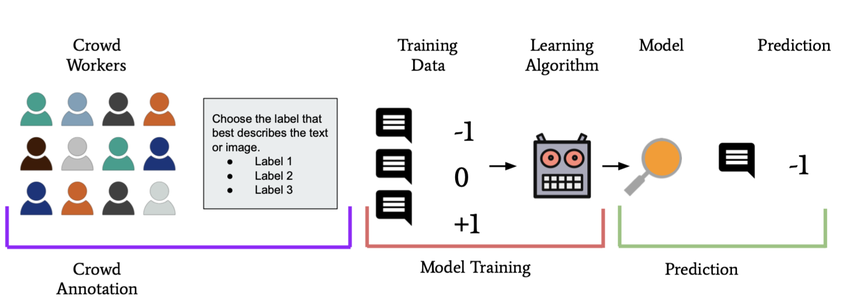 Crowd
Workers
Training
Data
Learning
Algorithm
Model
Prediction
Choose the label that
best describes the text
or image.
● Label 1
● Label 2
● Label 3
-1
0
+1
-1
Crowd
Annotation
Model Training
Prediction